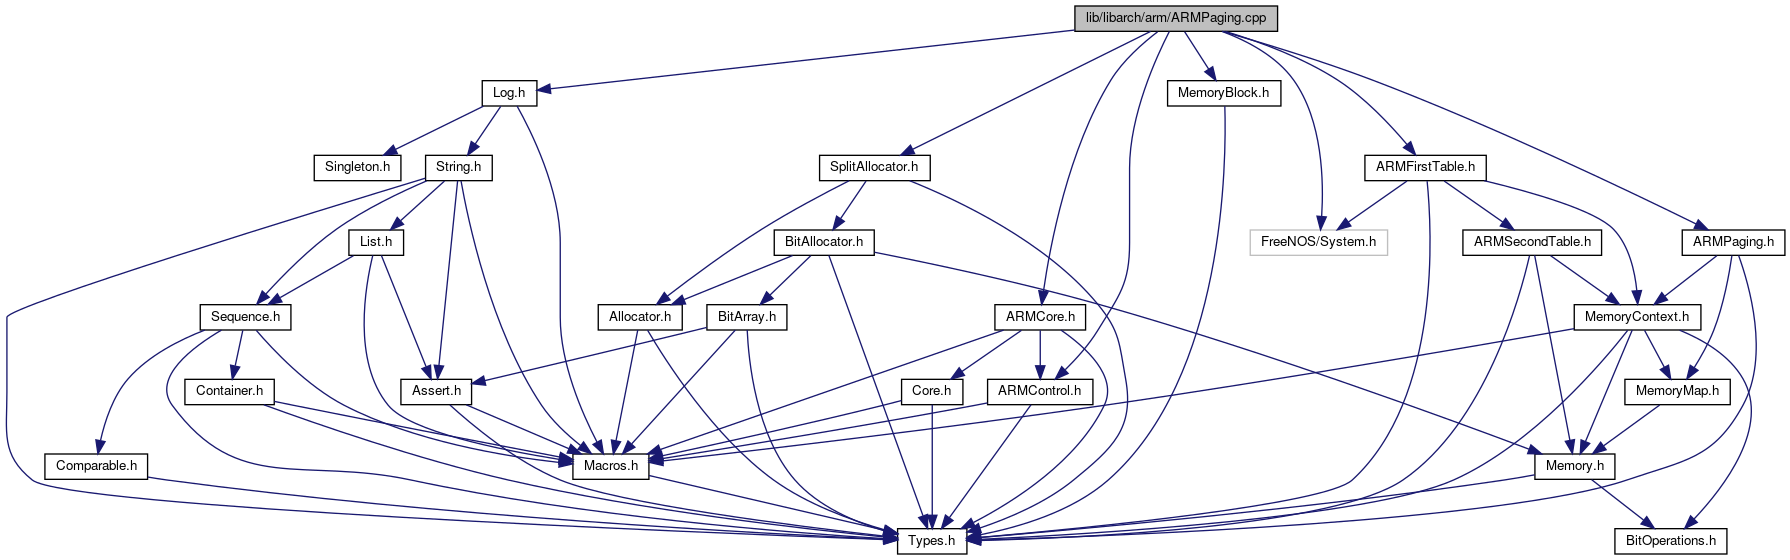 lib/libarch/arm/ARMPaging.cpp
Log.h
MemoryBlock.h
Singleton.h
String.h
SplitAllocator.h
ARMFirstTable.h
List.h
BitAllocator.h
FreeNOS/System.h
ARMSecondTable.h
ARMPaging.h
Sequence.h
Allocator.h
BitArray.h
ARMCore.h
MemoryContext.h
Container.h
Assert.h
Core.h
ARMControl.h
MemoryMap.h
Comparable.h
Macros.h
Memory.h
Types.h
BitOperations.h